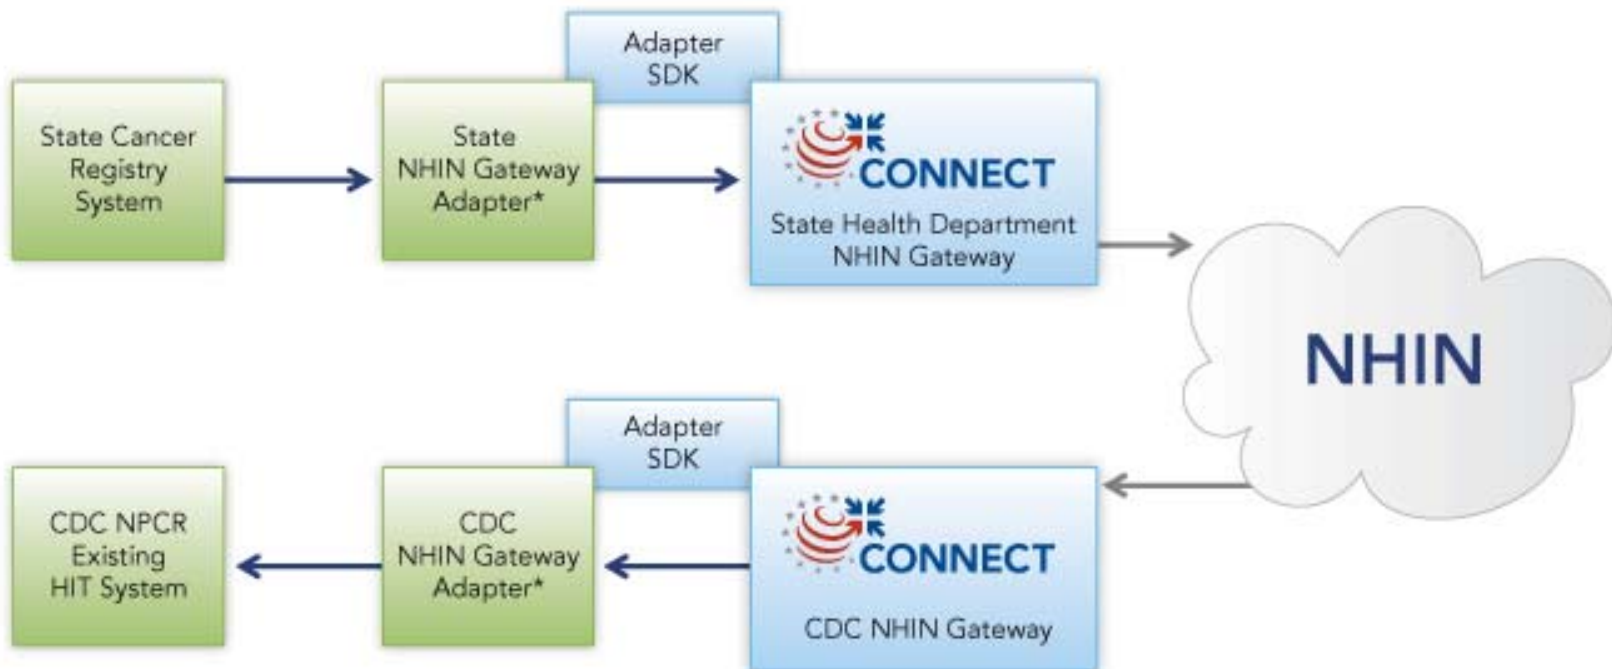 Adapter
SDK
State Cancer
Registry
System
State
NHIN Gateway
Adapter*
CONNECT
State Health Department
NHIN Gateway
NHIN
Adapter
SDK
CDC NPCR
Existing
HIT System
CDC
NHIN Gateway
Adapter*
CONNECT
CDC NHIN Gateway